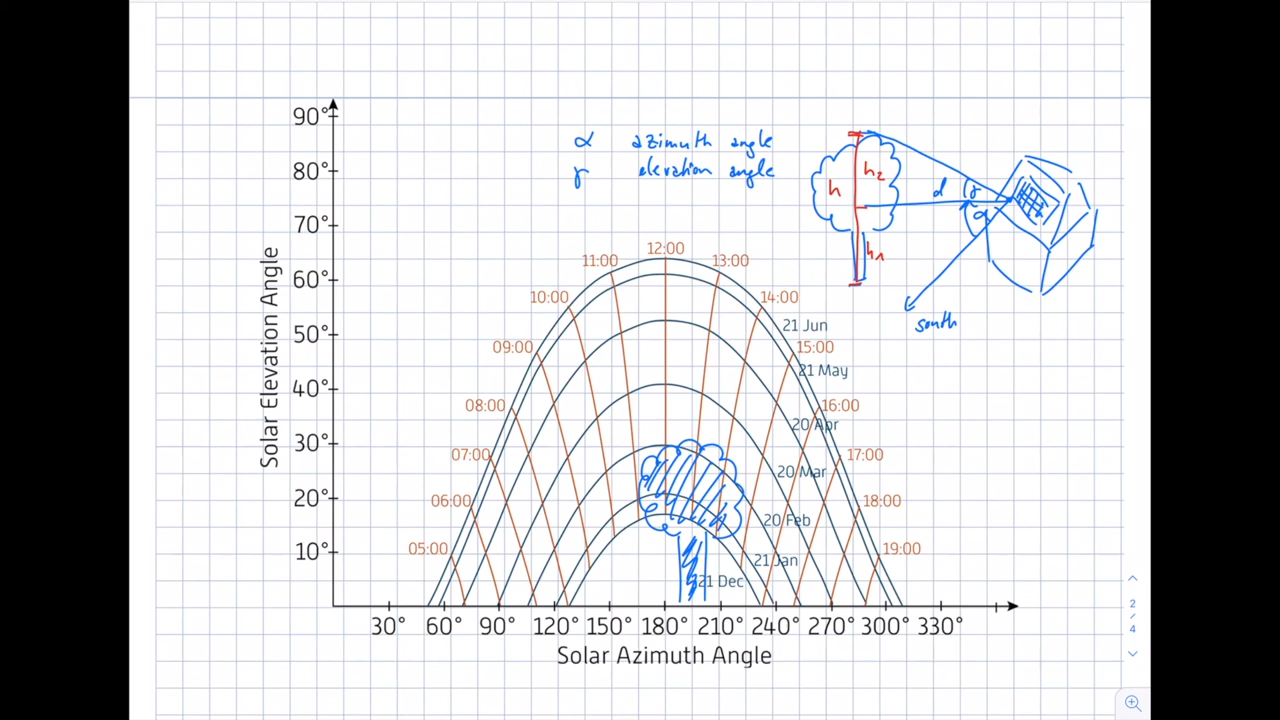 90°
α azimuth angle
γ elevation angle
80°
h
h2
d
γ
α
70°
h1
60°
south
50°
40°
30°
20°
10°
Solar Elevation Angle
12:00
11:00
13:00
10:00
14:00
21 Jun
09:00
15:00
21 May
08:00
16:00
20 Apr
07:00
17:00
20 Mar
06:00
18:00
20 Feb
05:00
19:00
21 Jan
21 Dec
30° 60° 90° 120° 150° 180° 210° 240° 270° 300° 330°
Solar Azimuth Angle
2
/
4